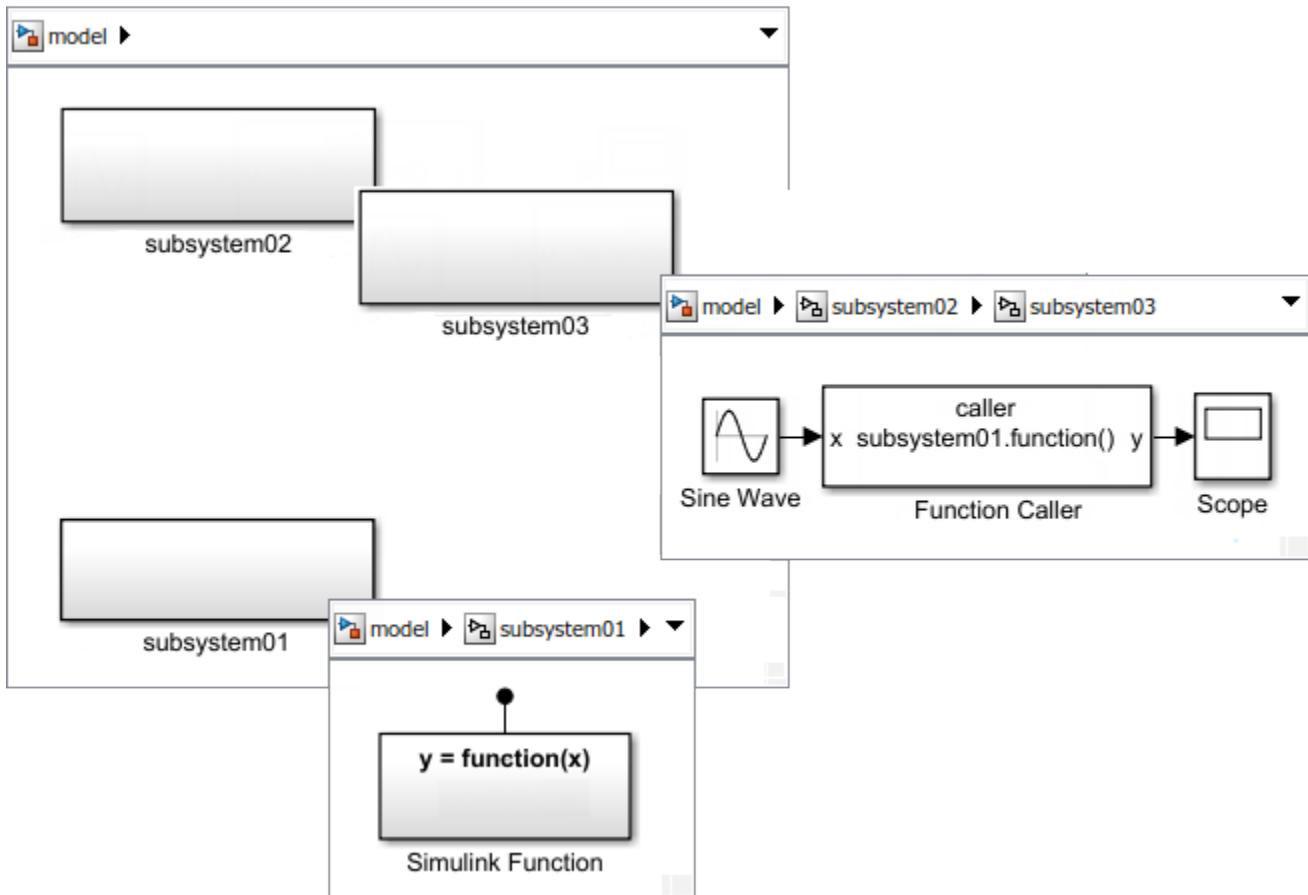 model
subsystem02
subsystem03
model subsystem02 subsystem03
caller
x subsystem01.function() y
Sine Wave
Function Caller
Scope
subsystem01
model subsystem01
y = function(x)
Simulink Function